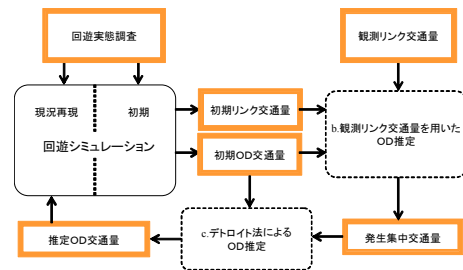 回遊実態調査
観測リンク交通量
現況再現
初期
回遊シミュレーション
初期リンク交通量
初期OD交通量
b.観測リンク交通量を用いた
OD推定
推定OD交通量
c.デトロイト法による
OD推定
発生集中交通量